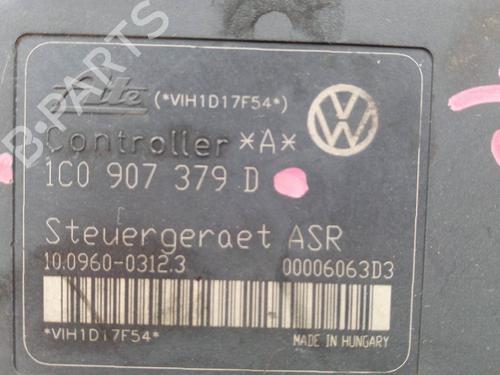 Ate (*VIH1D17F54*)
Controller *A*
1C0 907 379 D
Steuergeraet ASR
10.0960-0312.3 00006063D3
*VIH1D17F54* MADE IN HUNGARY
B-PARTS